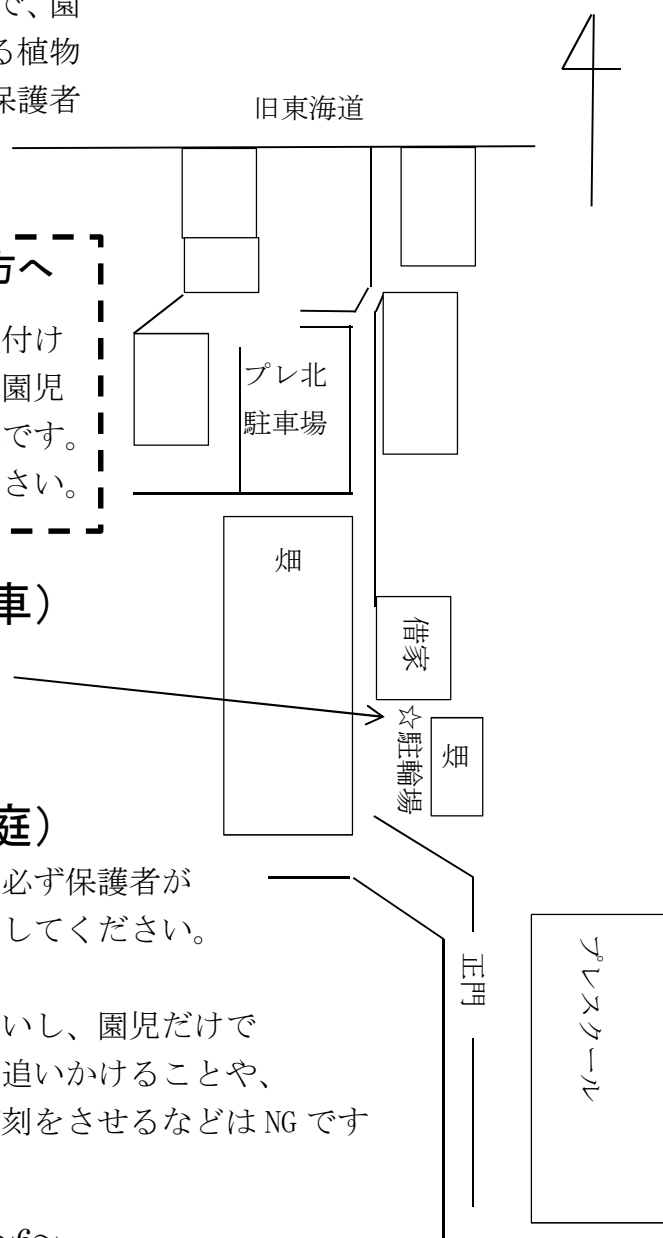 で、園
る植物
保護者
旧東海道
方へ
付け
園児
です。
さい。
プレ北
駐車場
畑
車）
借家
☆駐輪場
畑
庭）
必ず保護者が
してください。
正門
プレスクール
いし、園児だけで
追いかけることや、
刻をさせるなどは NG です